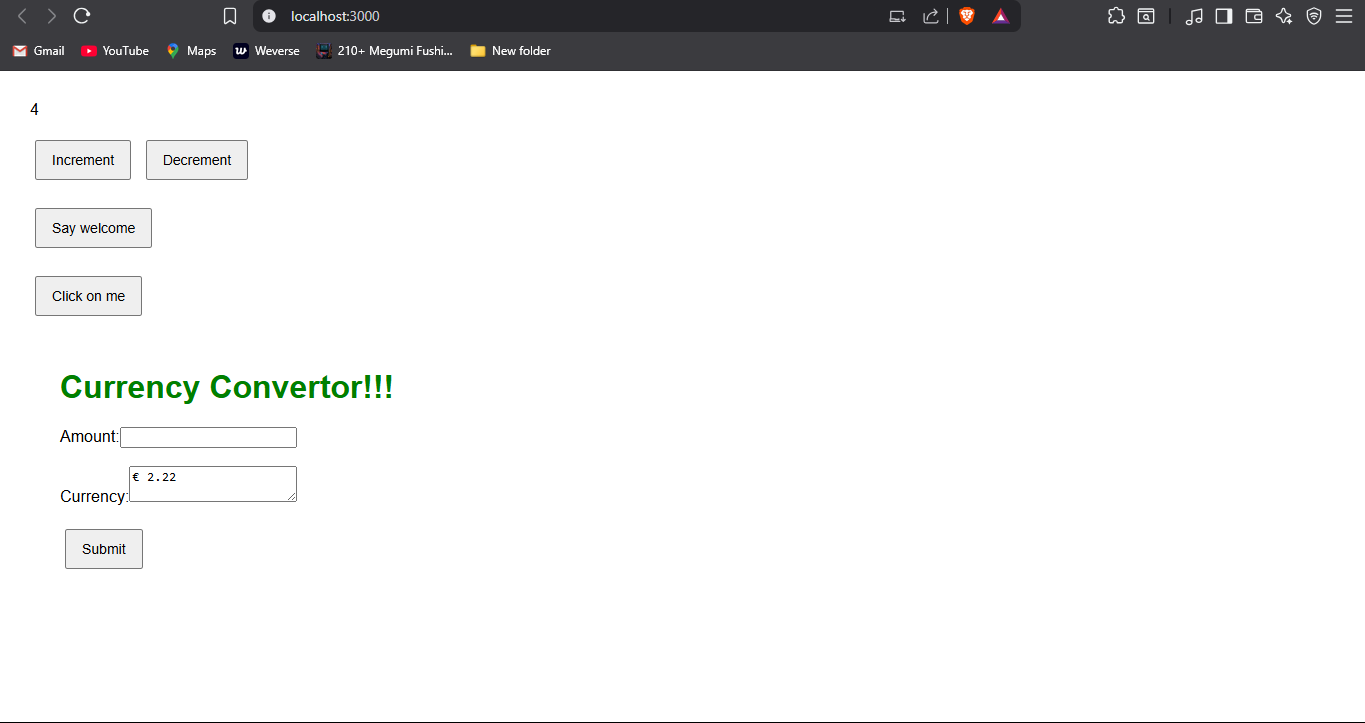 localhost:3000
Gmail YouTube Maps Weverse 210+ Megumi Fushi... New folder
4
Increment Decrement
Say welcome
Click on me
Currency Convertor!!!
Amount:
€ 2.22
Currency:
Submit